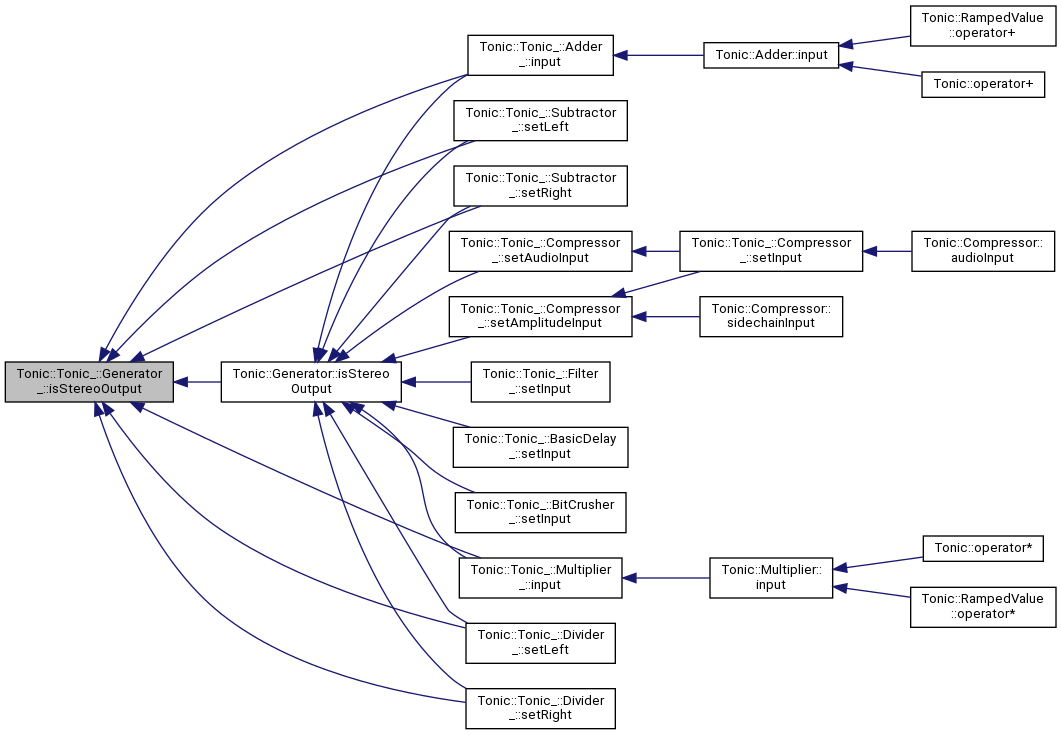 Tonic::Tonic_::Generator
_::isStereoOutput
Tonic::Generator::isStereo
Output
Tonic::Tonic_::Adder
_::input
Tonic::Adder::input
Tonic::RampedValue
::operator+
Tonic::operator+
Tonic::Tonic_::Subtractor
_::setLeft
Tonic::Tonic_::Subtractor
_::setRight
Tonic::Tonic_::Compressor
_::setAudioInput
Tonic::Tonic_::Compressor
_::setInput
Tonic::Compressor::
audioInput
Tonic::Tonic_::Compressor
_::setAmplitudeInput
Tonic::Compressor::
sidechainInput
Tonic::Tonic_::Filter
_::setInput
Tonic::Tonic_::BasicDelay
_::setInput
Tonic::Tonic_::BitCrusher
_::setInput
Tonic::Tonic_::Multiplier
_::input
Tonic::Multiplier::
input
Tonic::operator*
Tonic::RampedValue
::operator*
Tonic::Tonic_::Divider
_::setLeft
Tonic::Tonic_::Divider
_::setRight